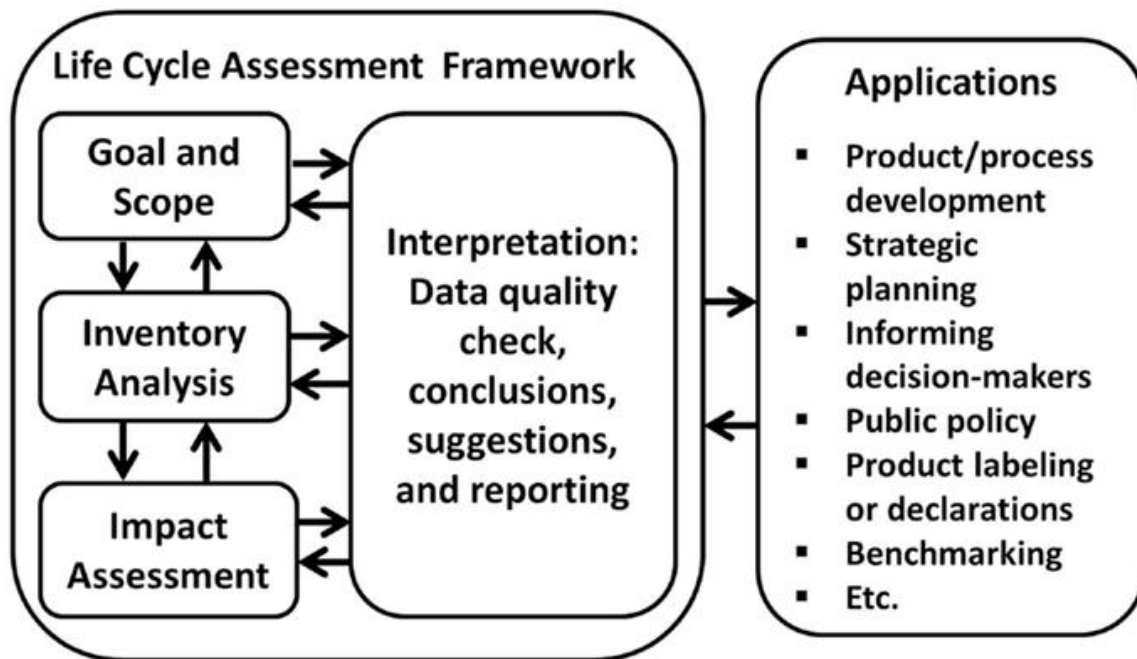 Life Cycle Assessment Framework
Goal and
Scope
Inventory
Analysis
Impact
Assessment
Interpretation:
Data quality
check,
conclusions,
suggestions,
and reporting
Applications
▪ Product/process
development
▪ Strategic
planning
▪ Informing
decision-makers
▪ Public policy
▪ Product labeling
or declarations
▪ Benchmarking
▪ Etc.